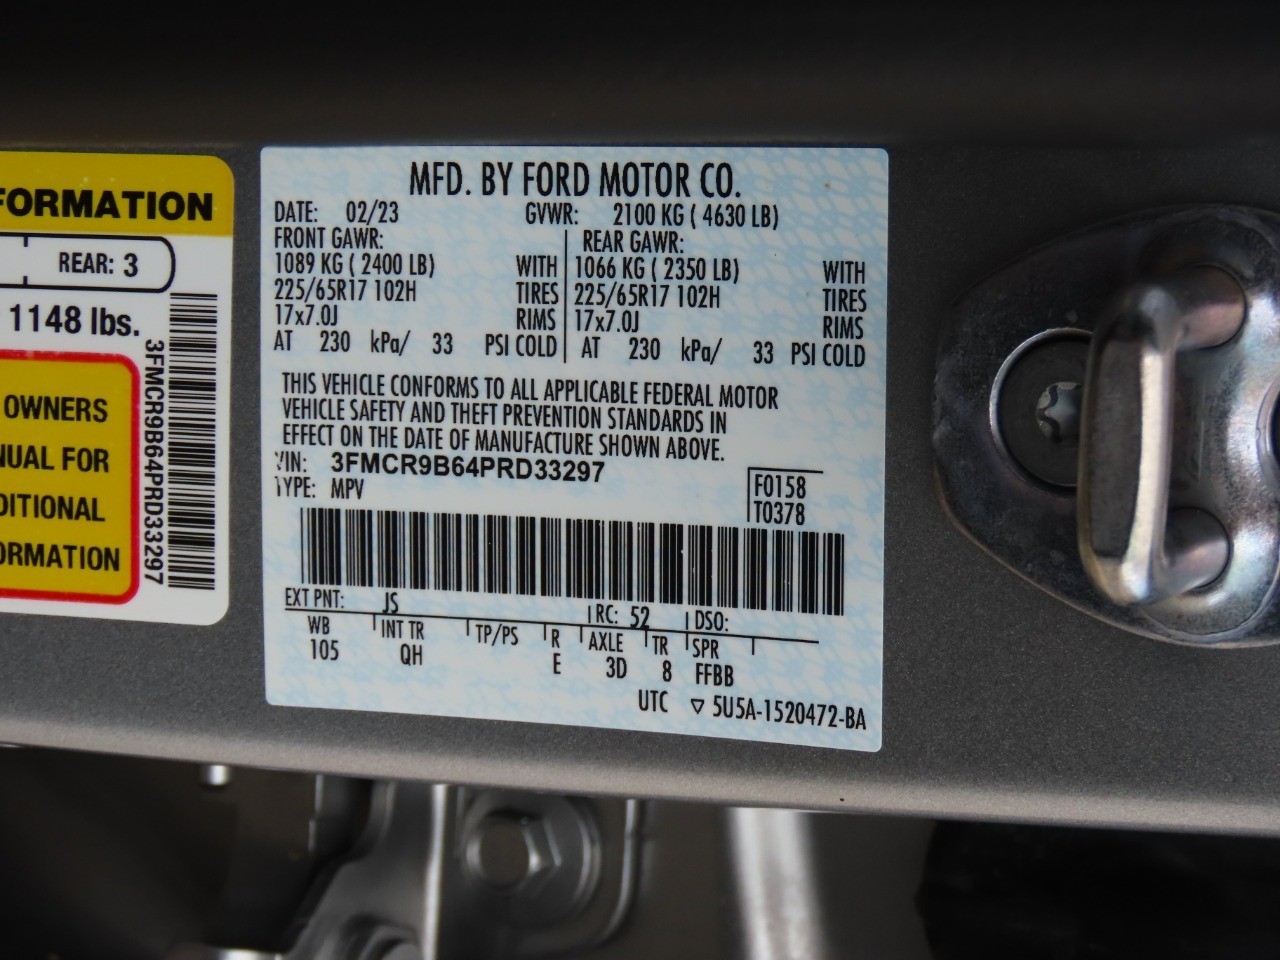 FORMATION
REAR: 3
1148 lbs.
OWNERS
NUAL FOR
DITIONAL
ORMATION
3FMCR9B64PRD33297
MFD. BY FORD MOTOR CO.
DATE: 02/23 GVWR: 2100 KG ( 4630 LB)
FRONT GAWR: REAR GAWR:
1089 KG ( 2400 LB) WITH 1066 KG ( 2350 LB) WITH
225/65R17 102H TIRES 225/65R17 102H TIRES
17x7.0J RIMS 17x7.0J RIMS
AT 230 kPa/ 33 PSI COLD AT 230 kPa/ 33 PSI COLD
THIS VEHICLE CONFORMS TO ALL APPLICABLE FEDERAL MOTOR
VEHICLE SAFETY AND THEFT PREVENTION STANDARDS IN
EFFECT ON THE DATE OF MANUFACTURE SHOWN ABOVE.
VIN: 3FMCR9B64PRD33297
TYPE: MPV
F0158
T0378
EXT PNT: JS RC: 52 DSO:
WB INT TR TP/PS R AXLE TR SPR
105 QH E 3D 8 FFBB
UTC ▽ 5U5A-1520472-BA